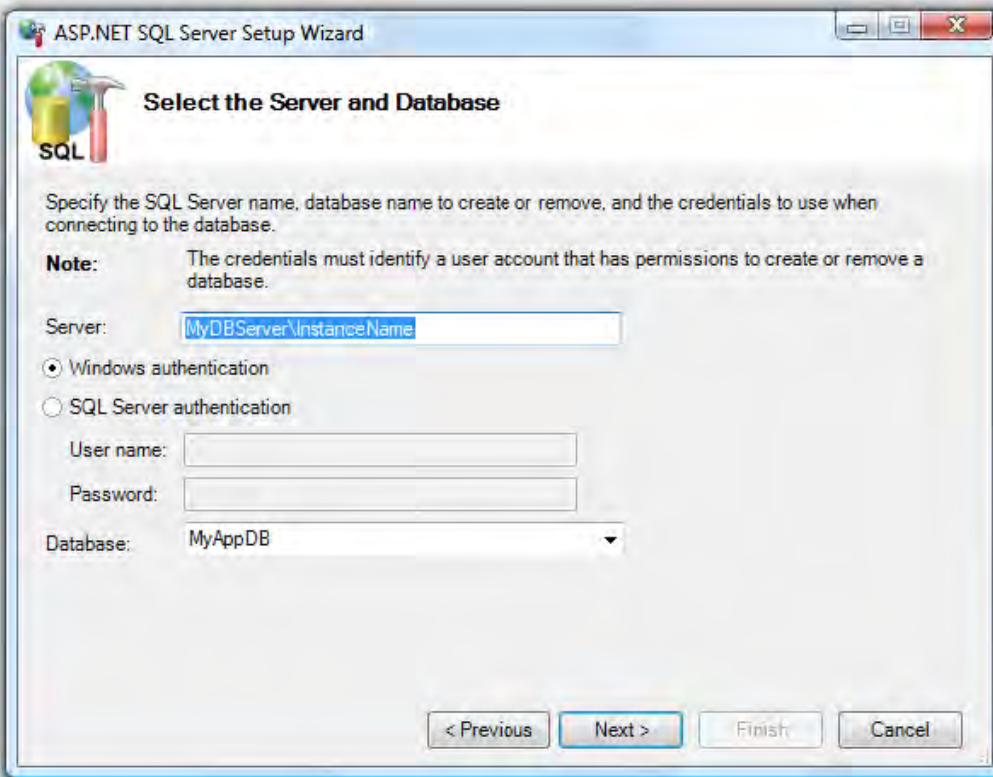 ASP.NET SQL Server Setup Wizard
Select the Server and Database
SQL
Specify the SQL Server name, database name to create or remove, and the credentials to use when
connecting to the database.
Note: The credentials must identify a user account that has permissions to create or remove a
database.
Server: MyDBServer\InstanceName
Windows authentication
SQL Server authentication
User name:
Password:
Database: MyAppDB
< Previous Next > Finish Cancel